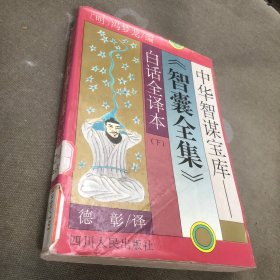 中华智谋宝库——
《智囊全集》
〔明〕冯梦龙/编
白话全译本
(下)
德彰/译
四川人民出版社